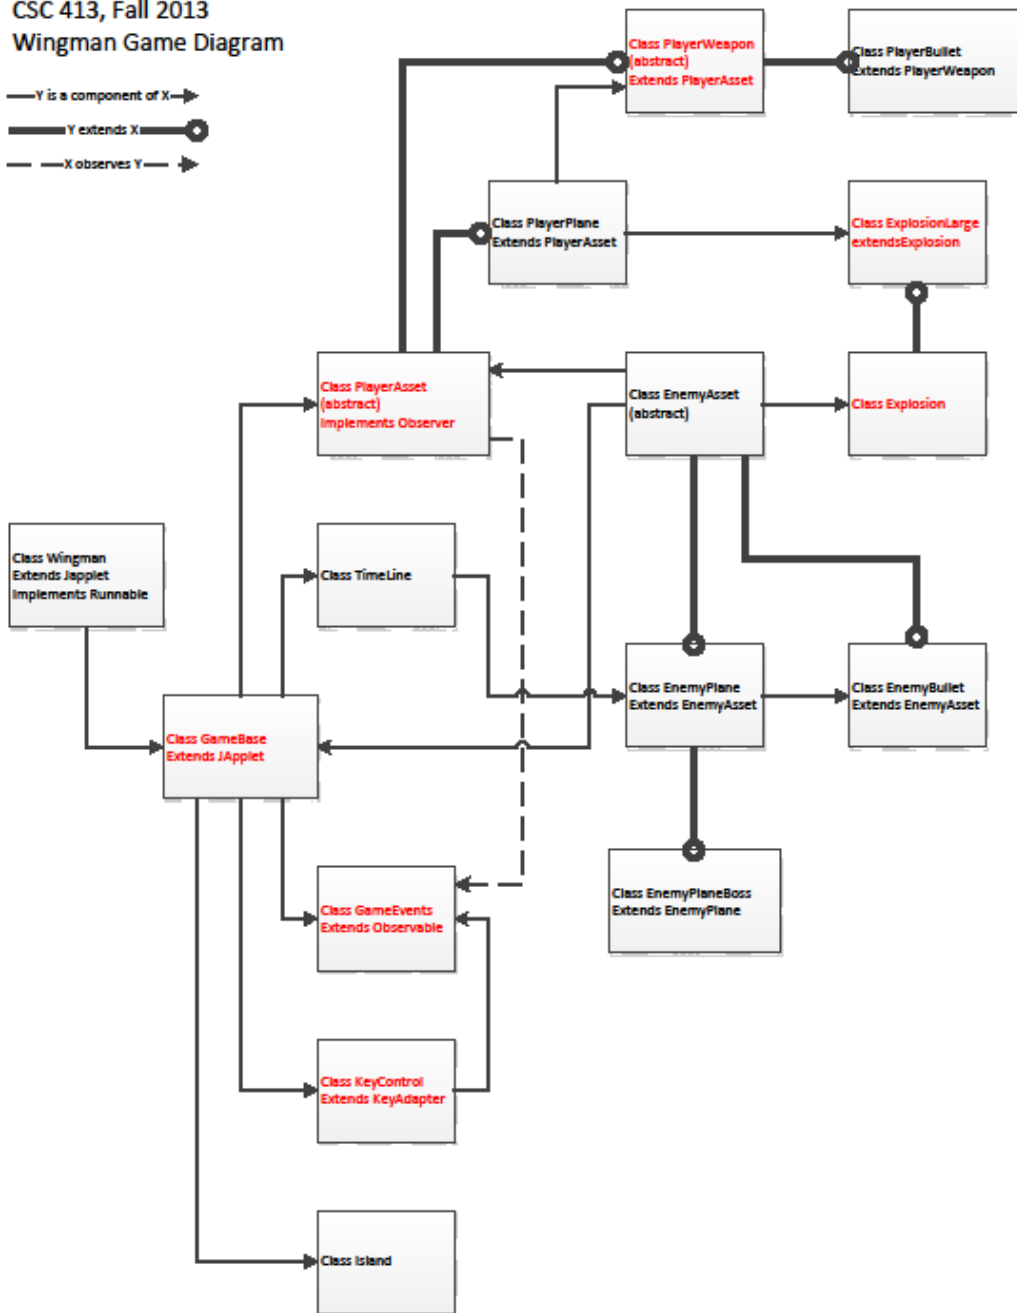 CSC 413, Fall 2013
Wingman Game Diagram
Y is a component of X
Y extends X
X observes Y
Class PlayerWeapon
(abstract)
Extends PlayerAsset
Class PlayerBullet
Extends PlayerWeapon
Class PlayerPlane
Extends PlayerAsset
Class ExplosionLarge
extendsExplosion
Class PlayerAsset
(abstract)
Implements Observer
Class EnemyAsset
(abstract)
Class Explosion
Class Wingman
Extends Japplet
Implements Runnable
Class TimeLine
Class EnemyPlane
Extends EnemyAsset
Class EnemyBullet
Extends EnemyAsset
Class GameBase
Extends JApplet
Class EnemyPlaneBoss
Extends EnemyPlane
Class GameEvents
Extends Observable
Class KeyControl
Extends KeyAdapter
Class Island